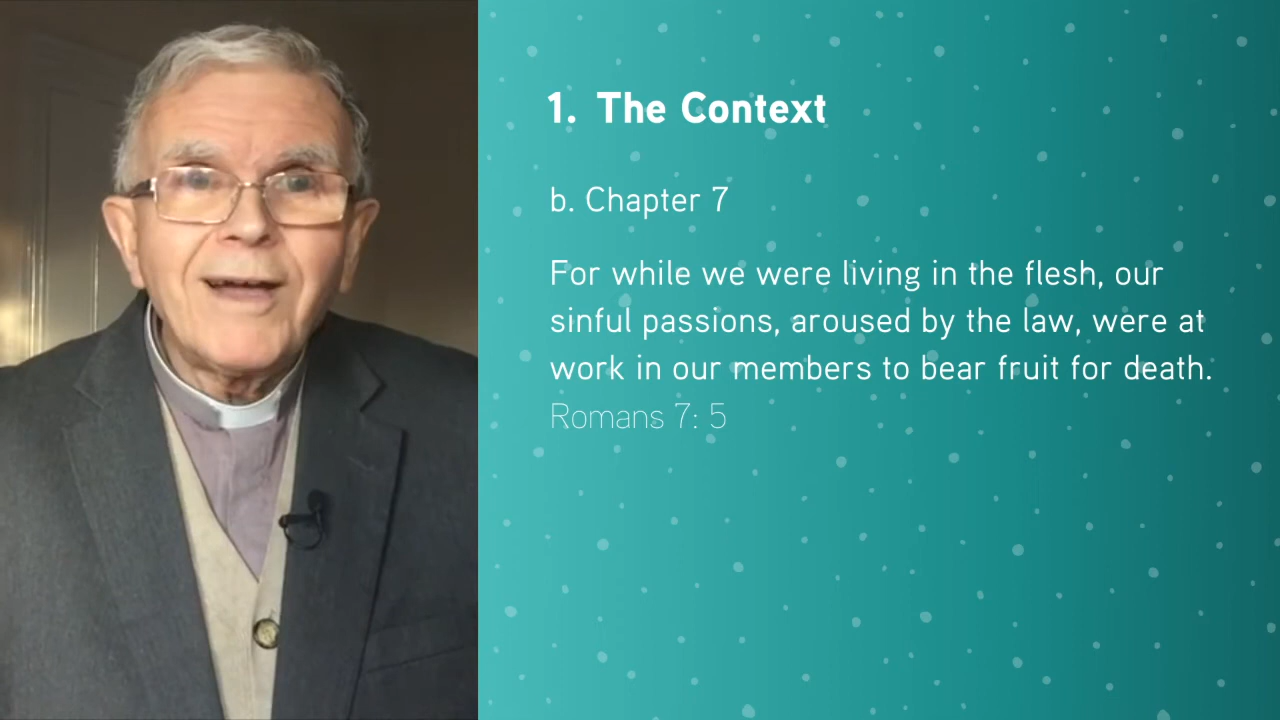 1. The Context
b. Chapter 7
For while we were living in the flesh, our
sinful passions, aroused by the law, were at
work in our members to bear fruit for death.
Romans 7: 5